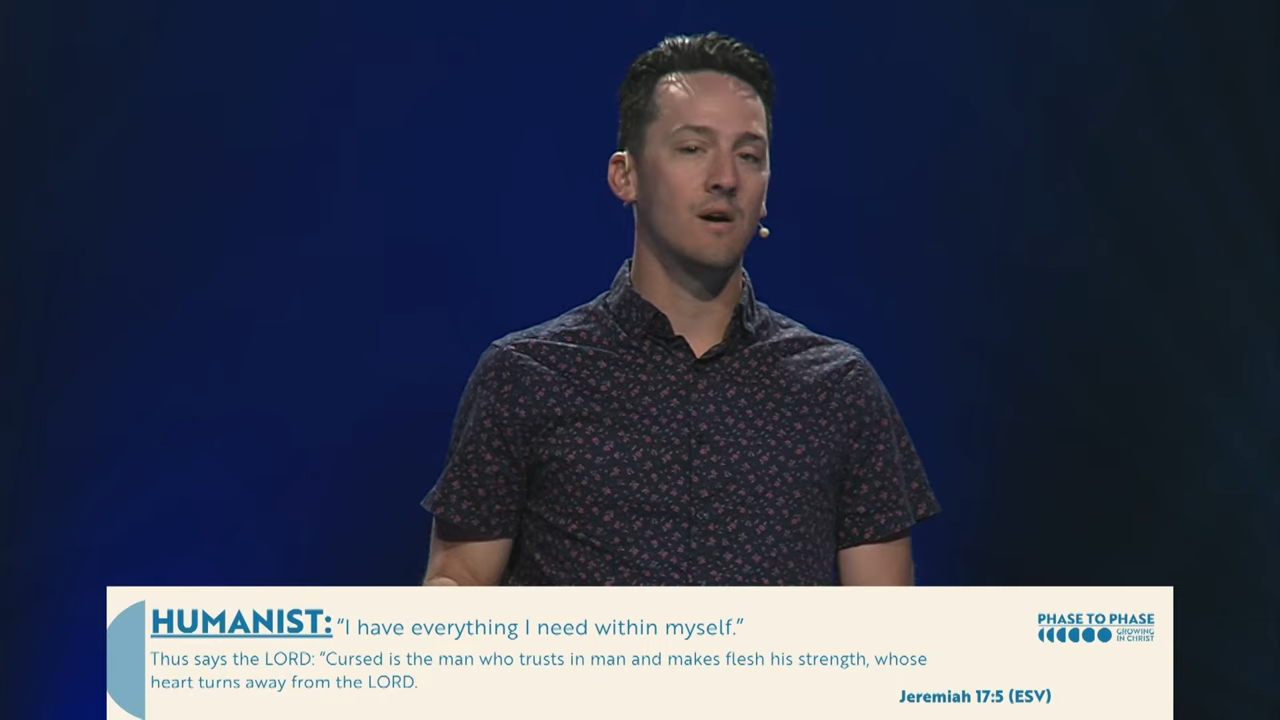 HUMANIST: “I have everything I need within myself.”
Thus says the LORD: “Cursed is the man who trusts in man and makes flesh his strength, whose
heart turns away from the LORD.
Jeremiah 17:5 (ESV)
PHASE TO PHASE
GROWING
IN CHRIST